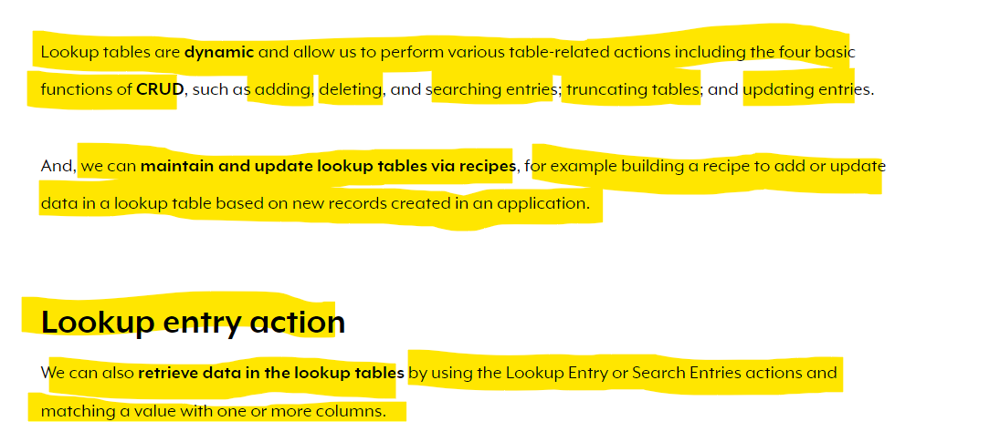 Lookup tables are dynamic and allow us to perform various table-related actions including the four basic
functions of CRUD, such as adding, deleting, and searching entries; truncating tables; and updating entries.
And, we can maintain and update lookup tables via recipes, for example building a recipe to add or update
data in a lookup table based on new records created in an application.
Lookup entry action
We can also retrieve data in the lookup tables by using the Lookup Entry or Search Entries actions and
matching a value with one or more columns.